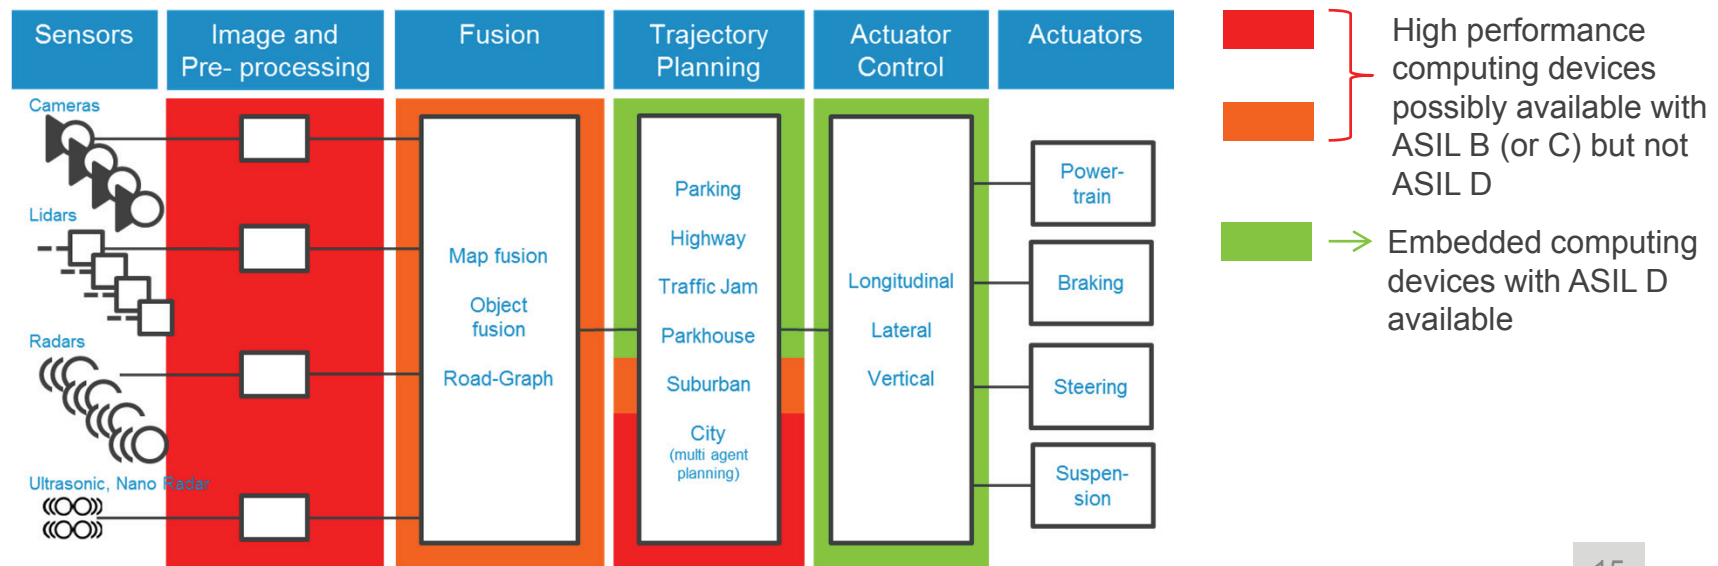 Sensors
Image and
Pre- processing
Fusion
Trajectory
Planning
Actuator
Control
Actuators
Cameras
Lidars
Radars
Ultrasonic, Nano Radar
Map fusion
Object
fusion
Road-Graph
Parking
Highway
Traffic Jam
Parkhouse
Suburban
City
(multi agent
planning)
Longitudinal
Lateral
Vertical
Power-
train
Braking
Steering
Suspen-
sion
High performance
computing devices
possibly available with
ASIL B (or C) but not
ASIL D
Embedded computing
devices with ASIL D
available
15